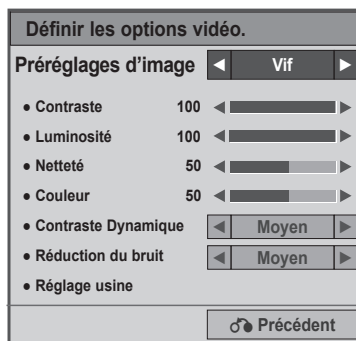 Définir les options vidéo.
Préréglages d'image ◄ Vif ►
● Contraste 100 ◄ ►
● Luminosité 100 ◄ ►
● Netteté 50 ◄ ►
● Couleur 50 ◄ ►
● Contraste Dynamique ◄ Moyen ►
● Réduction du bruit ◄ Moyen ►
● Réglage usine
Précédent